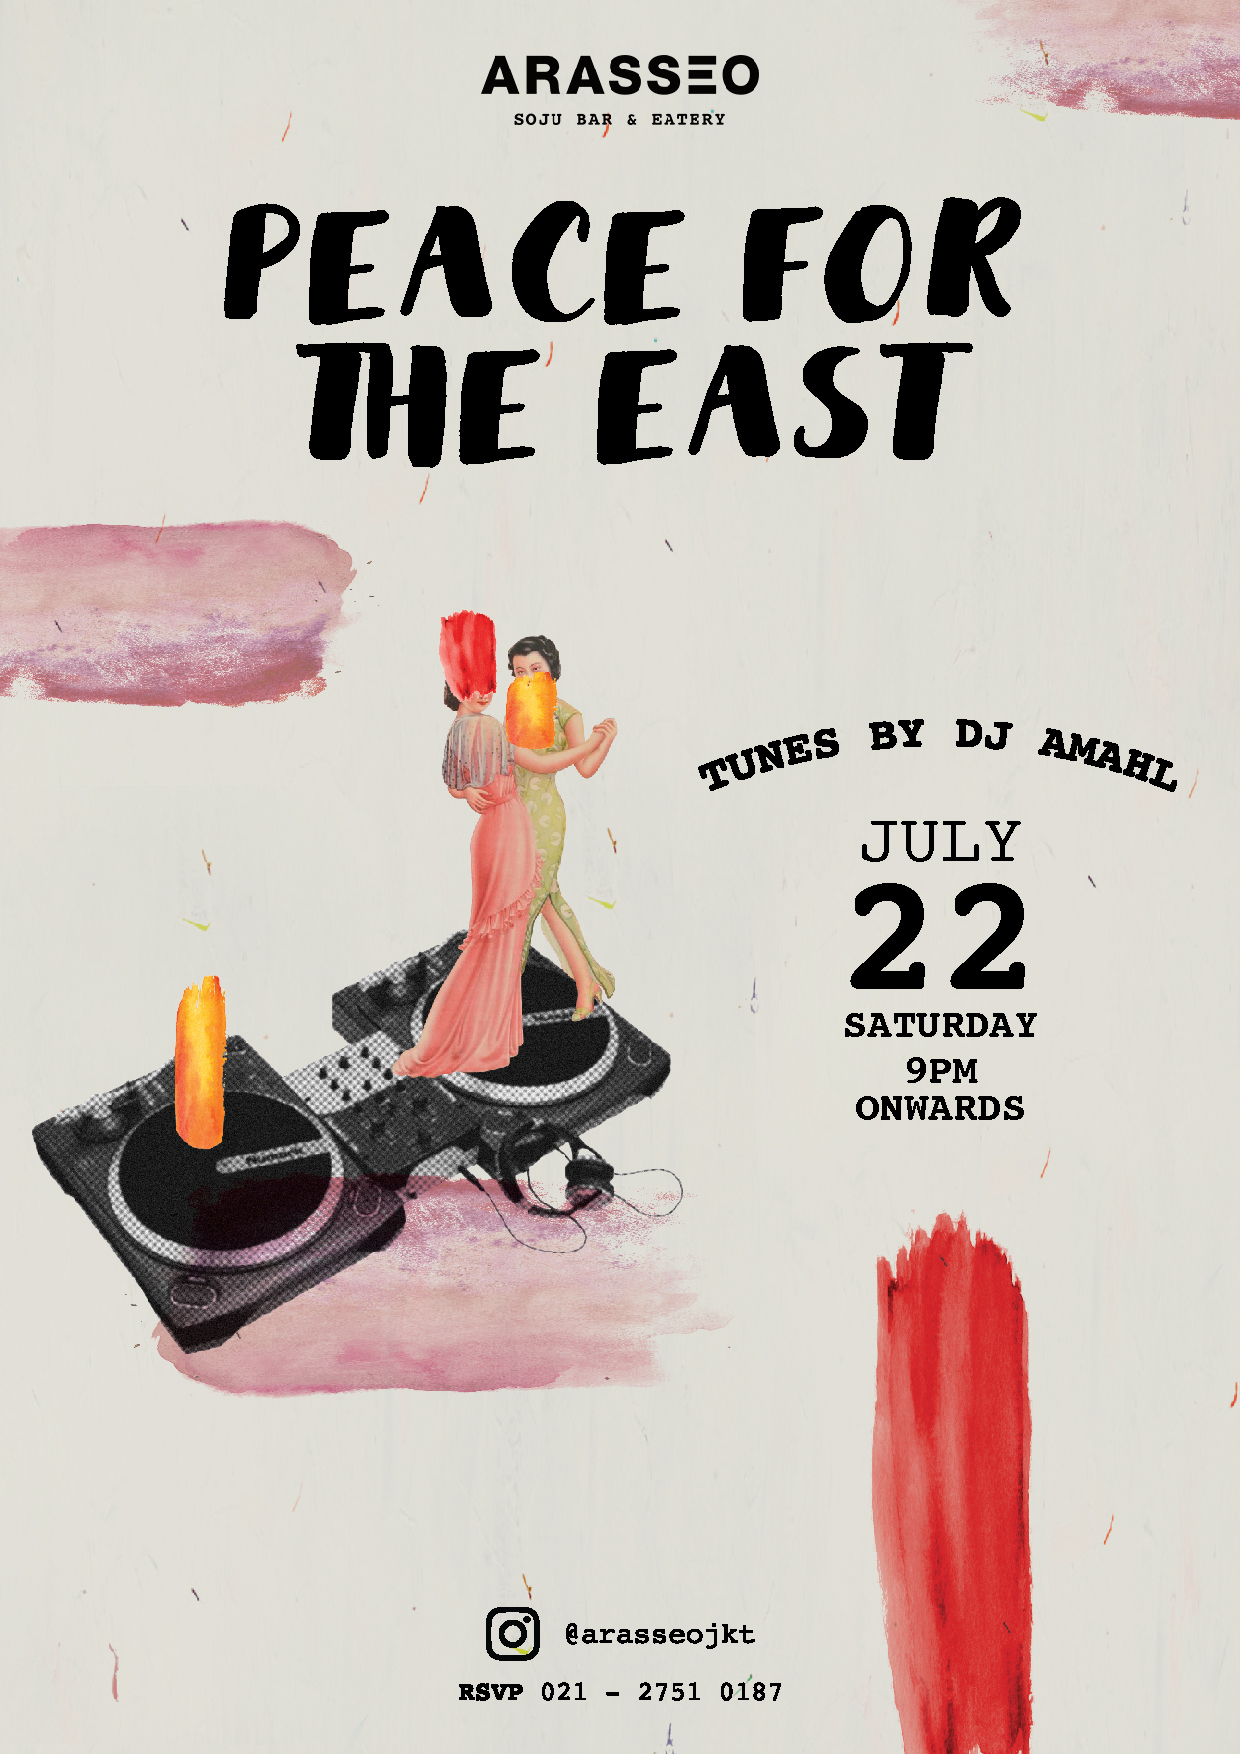 ARASSEO
SOJU BAR & EATERY
PEACE FOR
THE EAST
TUNES BY DJ AMAHL
JULY
22
SATURDAY
9PM
ONWARDS
Numark
@arasseojkt
RSVP 021 - 2751 0187